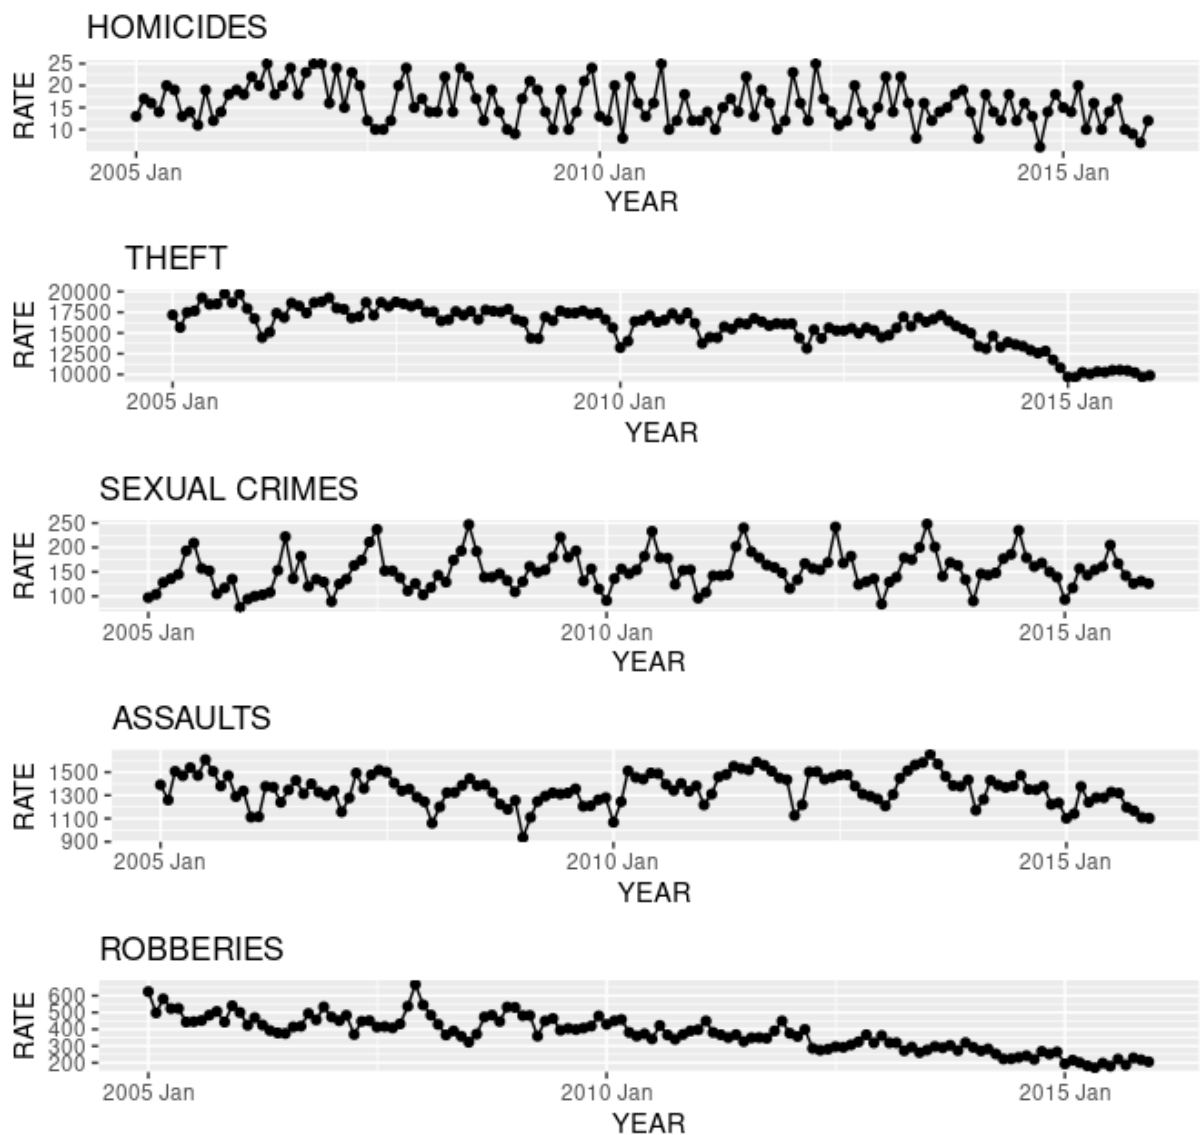 HOMICIDES
RATE
25
20
15
10
2005 Jan 2010 Jan 2015 Jan
YEAR
THEFT
RATE
20000
17500
15000
12500
10000
2005 Jan 2010 Jan 2015 Jan
YEAR
SEXUAL CRIMES
RATE
250
200
150
100
2005 Jan 2010 Jan 2015 Jan
YEAR
ASSAULTS
RATE
1500
1300
1100
900
2005 Jan 2010 Jan 2015 Jan
YEAR
ROBBERIES
RATE
600
500
400
300
200
2005 Jan 2010 Jan 2015 Jan
YEAR